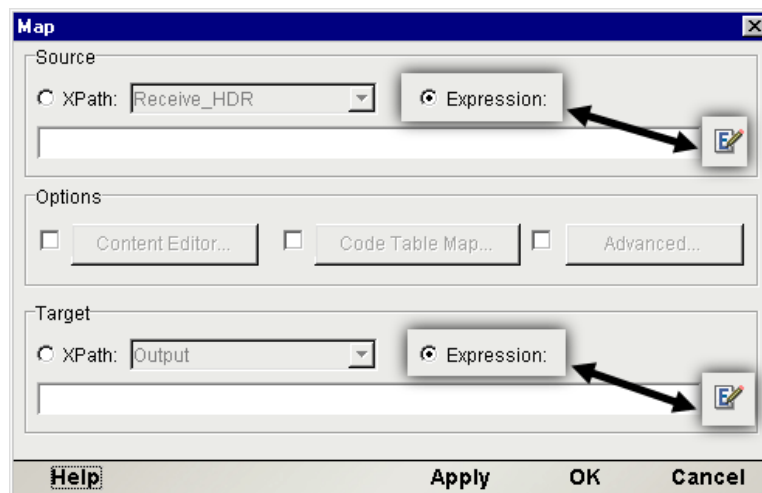 Map
Source
XPath: Receive_HDR Expression:
E
Options
Content Editor... Code Table Map... Advanced...
Target
XPath: Output Expression:
E
Help Apply OK Cancel